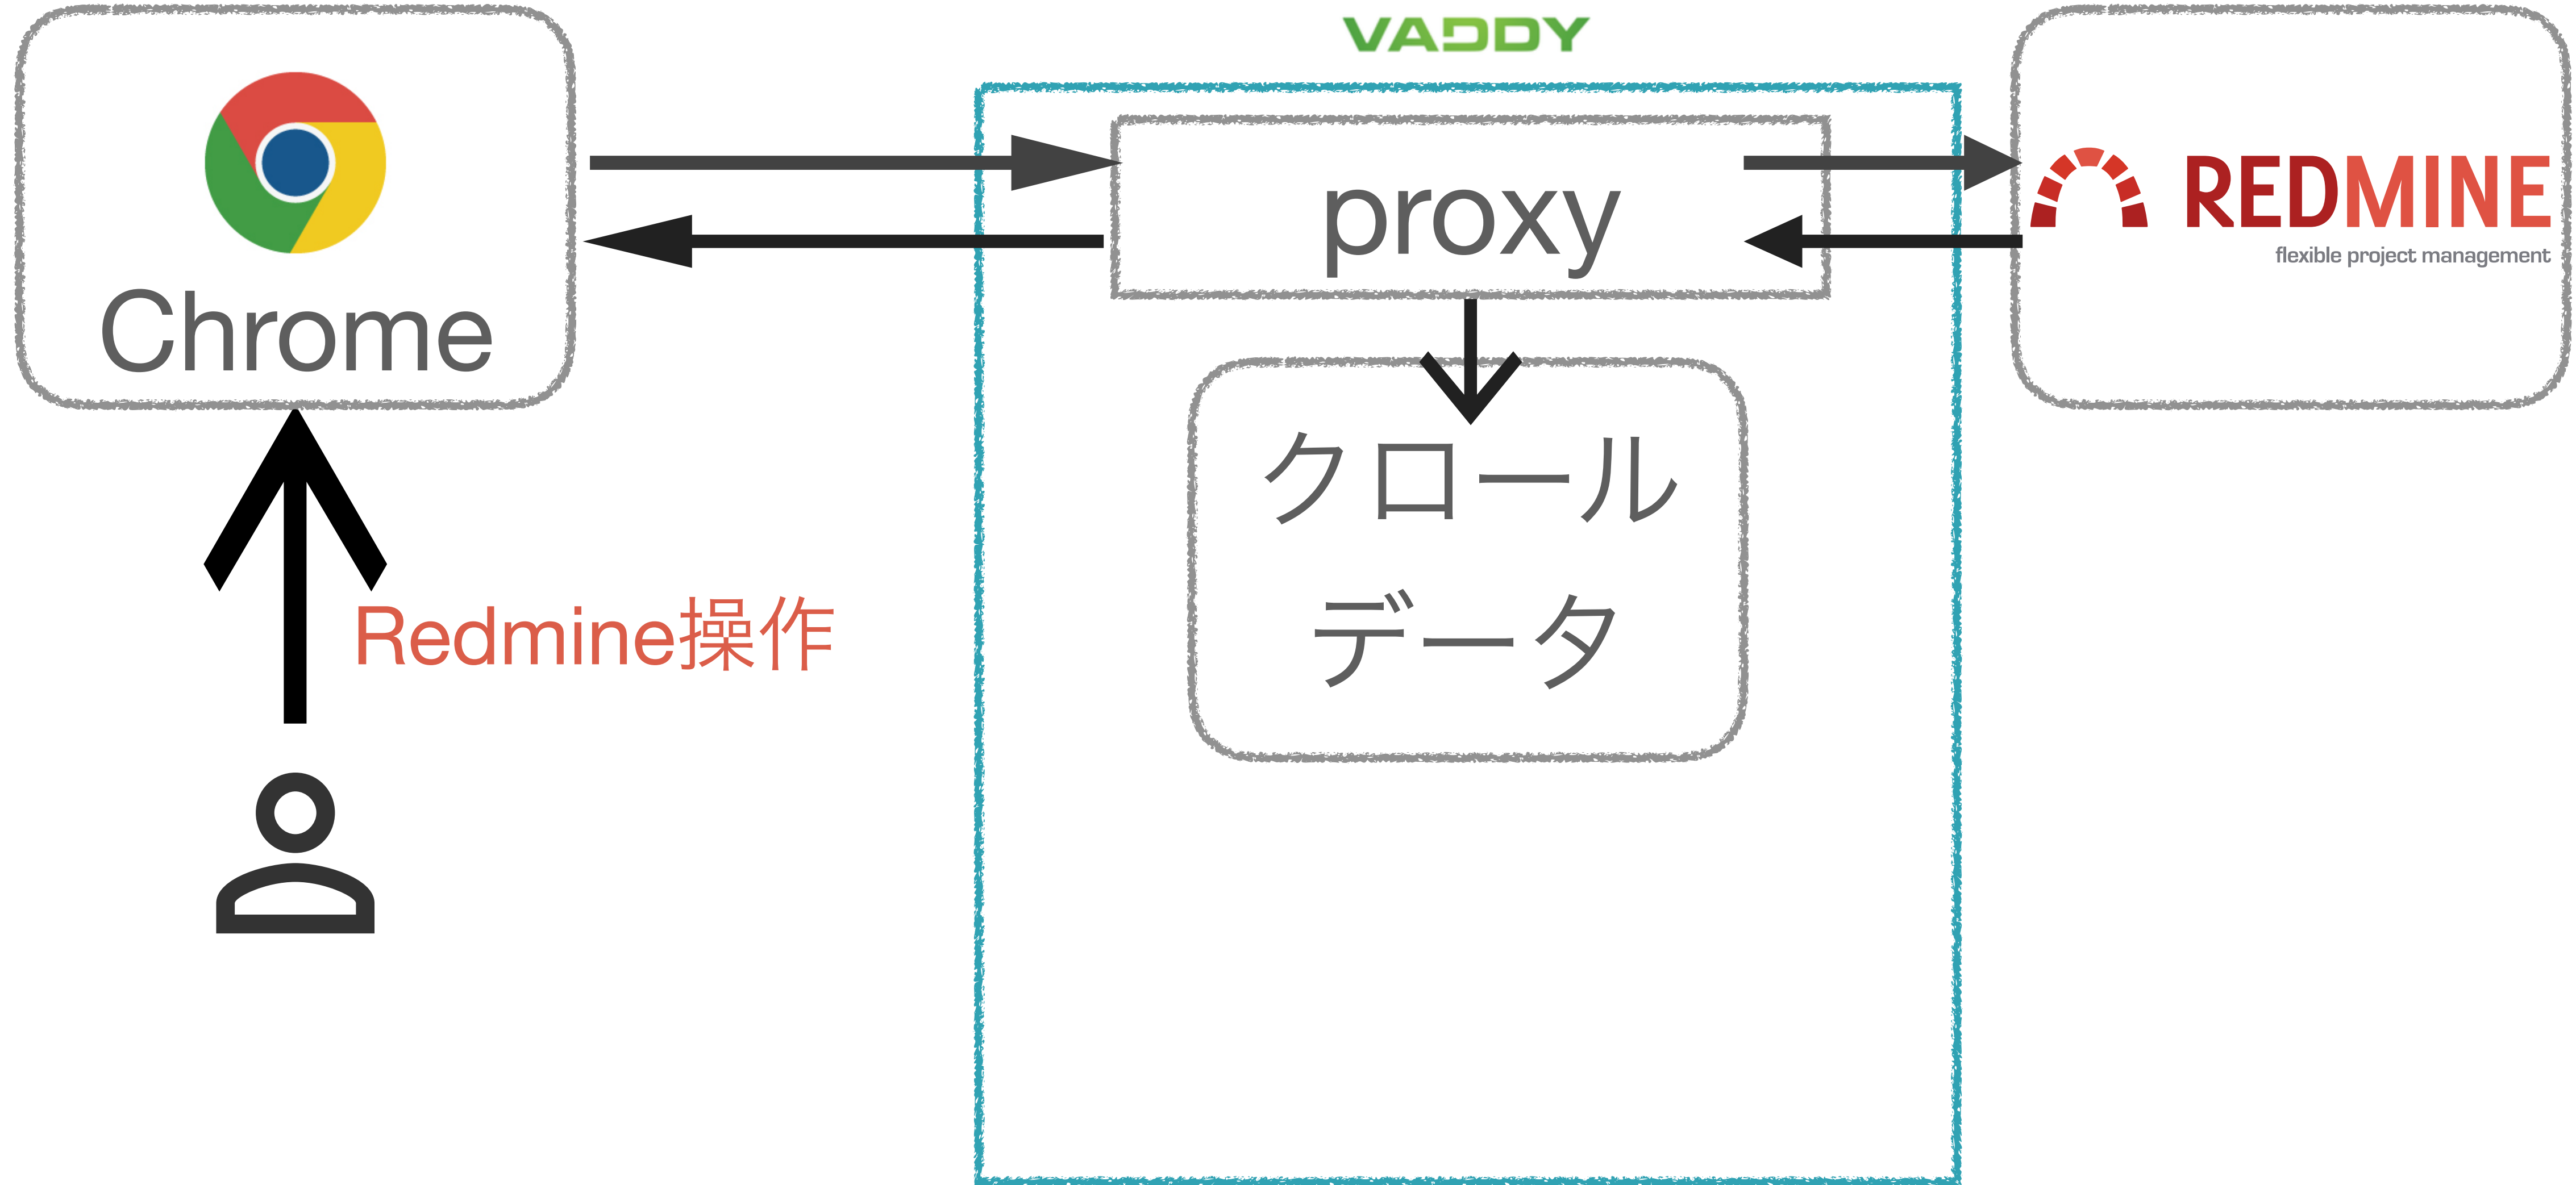 VADDY
Chrome
proxy
REDMINE
flexible project management
クロール
データ
Redmine操作